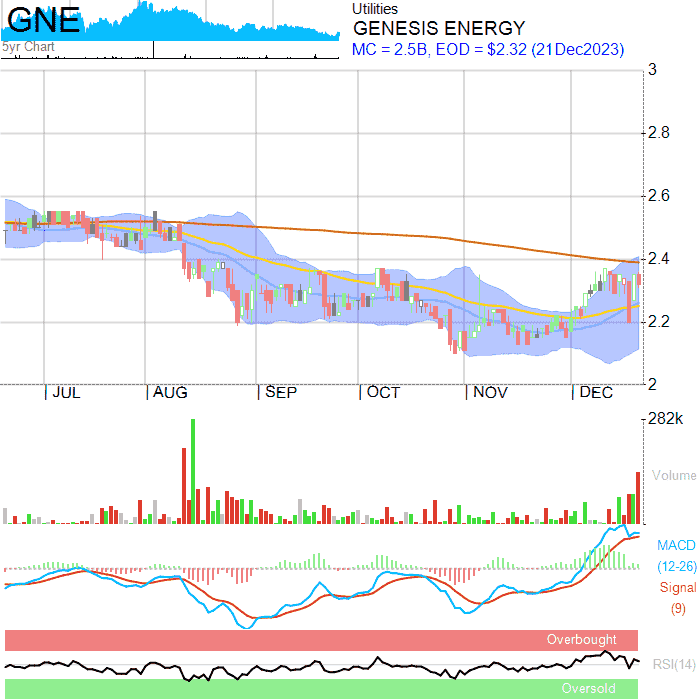 GNE
5yr Chart
Utilities
GENESIS ENERGY
MC = 2.5B, EOD = $2.32 (21Dec2023)
3
2.8
2.6
2.4
2.2
2
JUL AUG SEP OCT NOV DEC
282k
Volume
MACD
(12-26)
Signal
(9)
Overbought
RSI(14)
Oversold